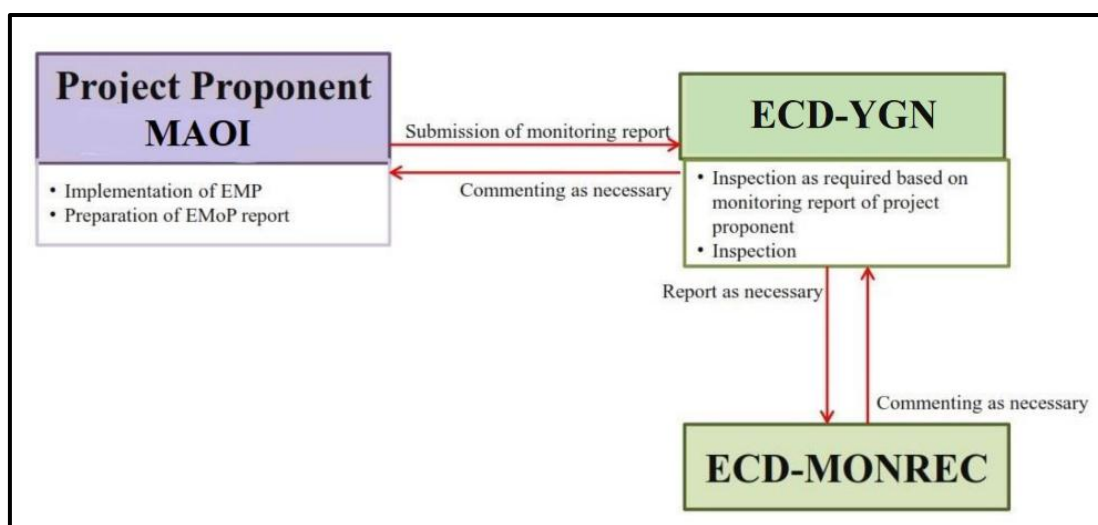 Project Proponent
MAOI
• Implementation of EMP
• Preparation of EMoP report
Submission of monitoring report
Commenting as necessary
ECD-YGN
• Inspection as required based on
monitoring report of project
proponent
• Inspection
Report as necessary
Commenting as necessary
ECD-MONREC